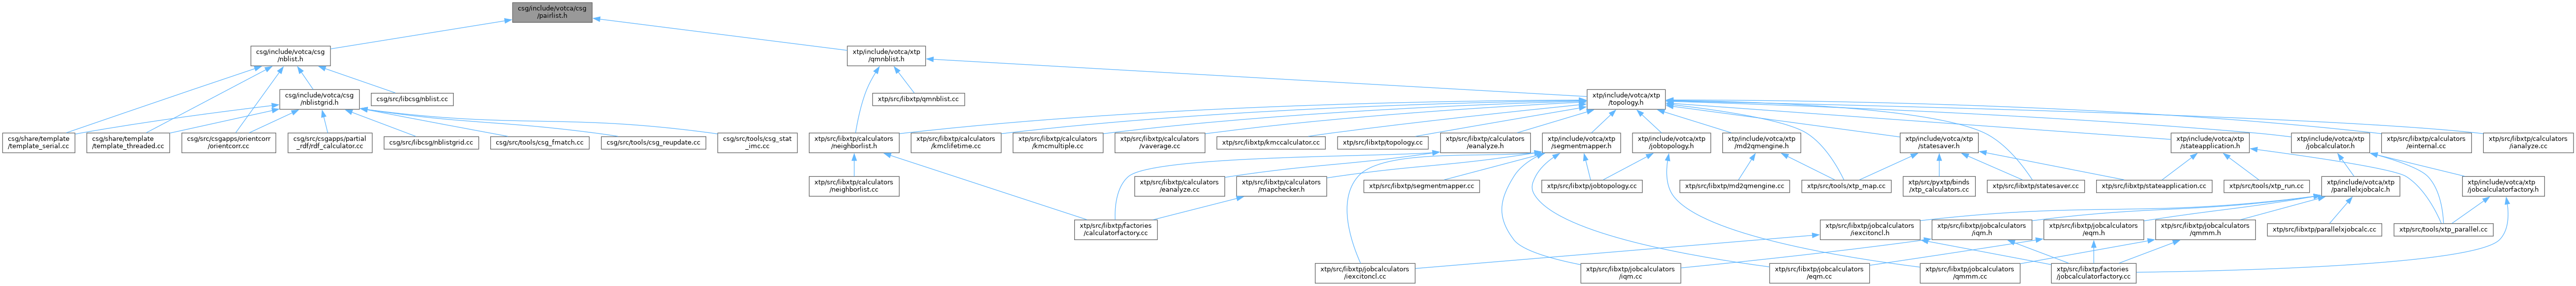 csg/include/votca/csg
/pairlist.h
csg/include/votca/csg
/nblist.h
xtp/include/votca/xtp
/qmnblist.h
csg/include/votca/csg
/nblistgrid.h
csg/src/libcsg/nblist.cc
xtp/src/libxtp/qmnblist.cc
xtp/include/votca/xtp
/topology.h
csg/share/template
/template_serial.cc
csg/share/template
/template_threaded.cc
csg/src/csgapps/orientcorr
/orientcorr.cc
csg/src/csgapps/partial
_rdf/rdf_calculator.cc
csg/src/libcsg/nblistgrid.cc
csg/src/tools/csg_fmatch.cc
csg/src/tools/csg_reupdate.cc
csg/src/tools/csg_stat
_imc.cc
xtp/src/libxtp/calculators
/neighborlist.h
xtp/src/libxtp/calculators
/kmclifetime.cc
xtp/src/libxtp/calculators
/kmcmultiple.cc
xtp/src/libxtp/calculators
/vaverage.cc
xtp/src/libxtp/kmccalculator.cc
xtp/src/libxtp/topology.cc
xtp/src/libxtp/calculators
/eanalyze.h
xtp/include/votca/xtp
/segmentmapper.h
xtp/include/votca/xtp
/jobtopology.h
xtp/include/votca/xtp
/md2qmengine.h
xtp/include/votca/xtp
/statesaver.h
xtp/include/votca/xtp
/stateapplication.h
xtp/include/votca/xtp
/jobcalculator.h
xtp/src/libxtp/calculators
/einternal.cc
xtp/src/libxtp/calculators
/ianalyze.cc
xtp/src/libxtp/calculators
/neighborlist.cc
xtp/src/libxtp/calculators
/eanalyze.cc
xtp/src/libxtp/calculators
/mapchecker.h
xtp/src/libxtp/segmentmapper.cc
xtp/src/libxtp/jobtopology.cc
xtp/src/libxtp/md2qmengine.cc
xtp/src/tools/xtp_map.cc
xtp/src/pyxtp/binds
/xtp_calculators.cc
xtp/src/libxtp/statesaver.cc
xtp/src/libxtp/stateapplication.cc
xtp/src/tools/xtp_run.cc
xtp/include/votca/xtp
/parallelxjobcalc.h
xtp/include/votca/xtp
/jobcalculatorfactory.h
xtp/src/libxtp/factories
/calculatorfactory.cc
xtp/src/libxtp/jobcalculators
/iexcitoncl.h
xtp/src/libxtp/jobcalculators
/iqm.h
xtp/src/libxtp/jobcalculators
/eqm.h
xtp/src/libxtp/jobcalculators
/qmmm.h
xtp/src/libxtp/parallelxjobcalc.cc
xtp/src/tools/xtp_parallel.cc
xtp/src/libxtp/jobcalculators
/iexcitoncl.cc
xtp/src/libxtp/jobcalculators
/iqm.cc
xtp/src/libxtp/jobcalculators
/eqm.cc
xtp/src/libxtp/jobcalculators
/qmmm.cc
xtp/src/libxtp/factories
/jobcalculatorfactory.cc